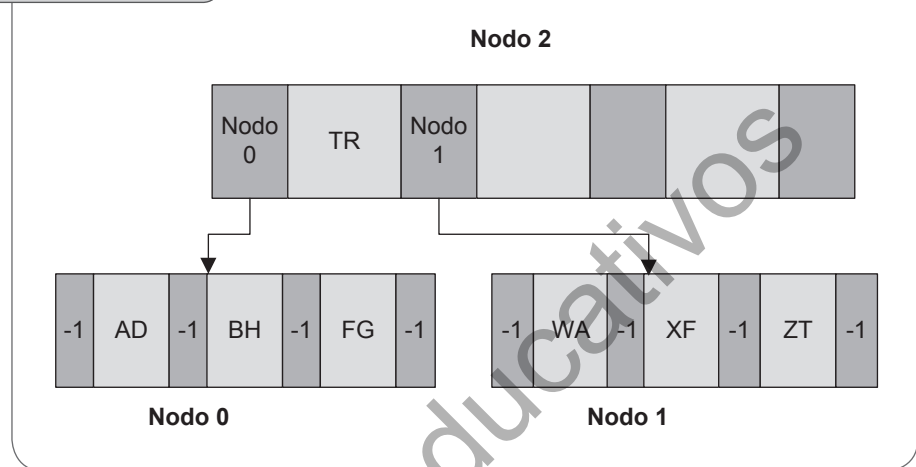 Nodo 2
Nodo
0
TR
Nodo
1
-1 AD -1 BH -1 FG -1
-1 WA -1 XF -1 ZT -1
Nodo 0
Nodo 1
ducativos